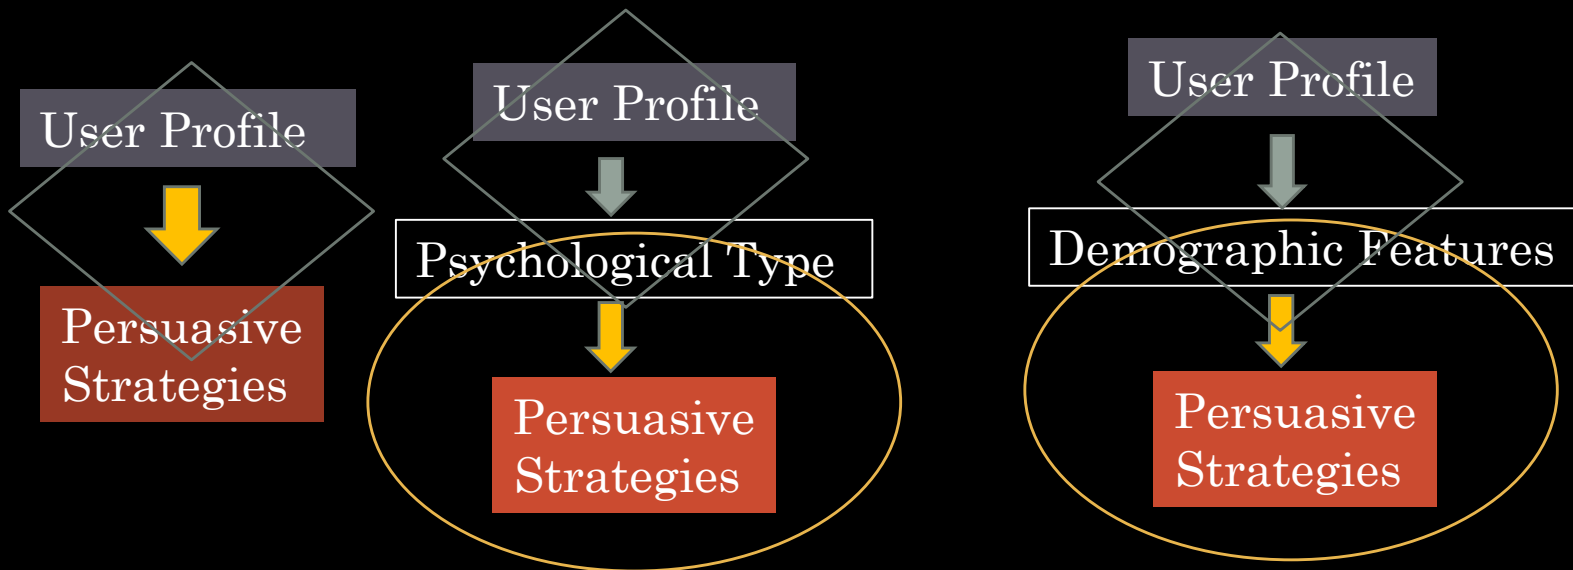 User Profile
Persuasive
Strategies
User Profile
Psychological Type
Persuasive
Strategies
User Profile
Demographic Features
Persuasive
Strategies